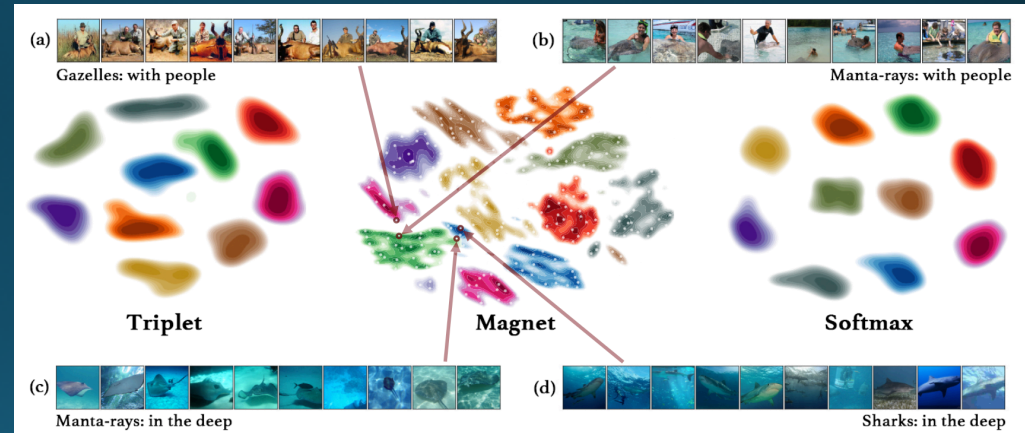 (a)
Gazelles: with people
(b)
Manta-rays: with people
Triplet
Magnet
Softmax
(c)
Manta-rays: in the deep
(d)
Sharks: in the deep